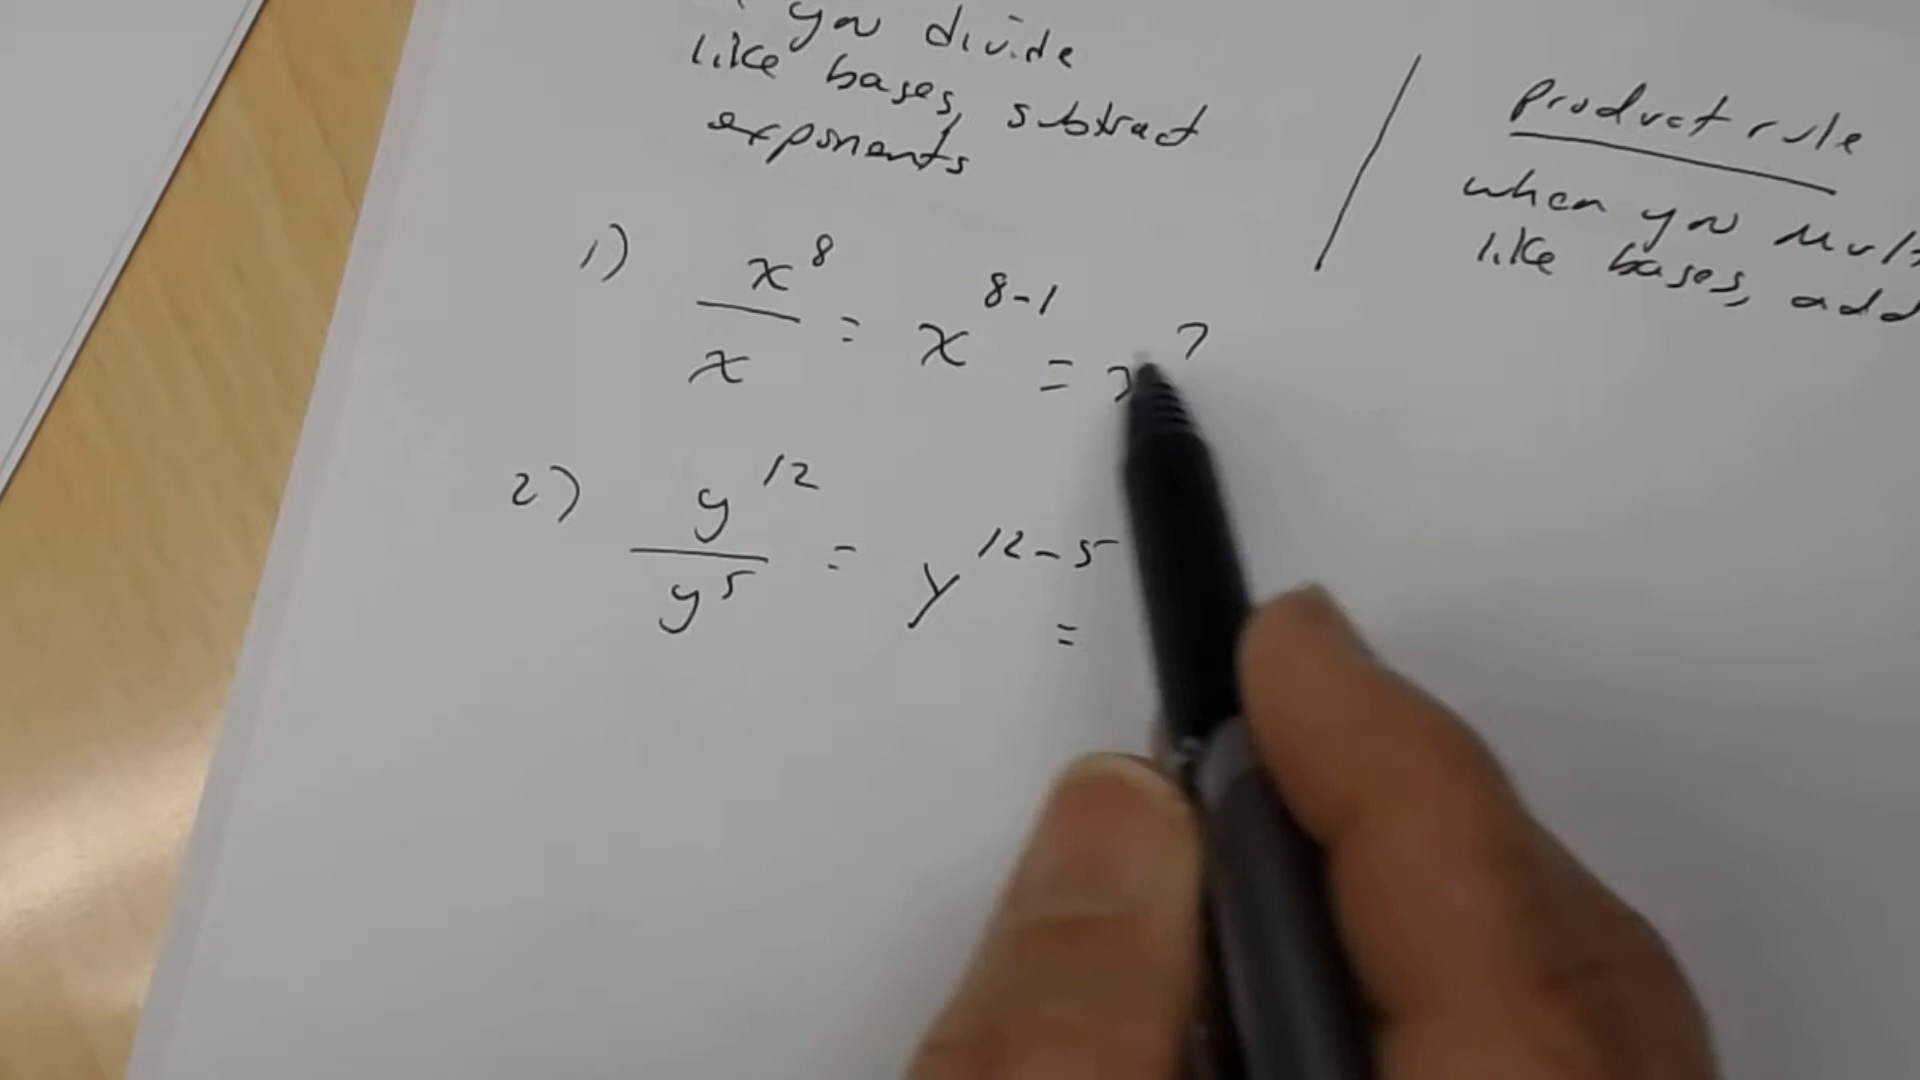 you divide
like bases, subtract
exponents
1) x^8 / x = x^(8-1) = x^7
2) y^12 / y^5 = y^(12-5) =
product rule
when you
like bases, add